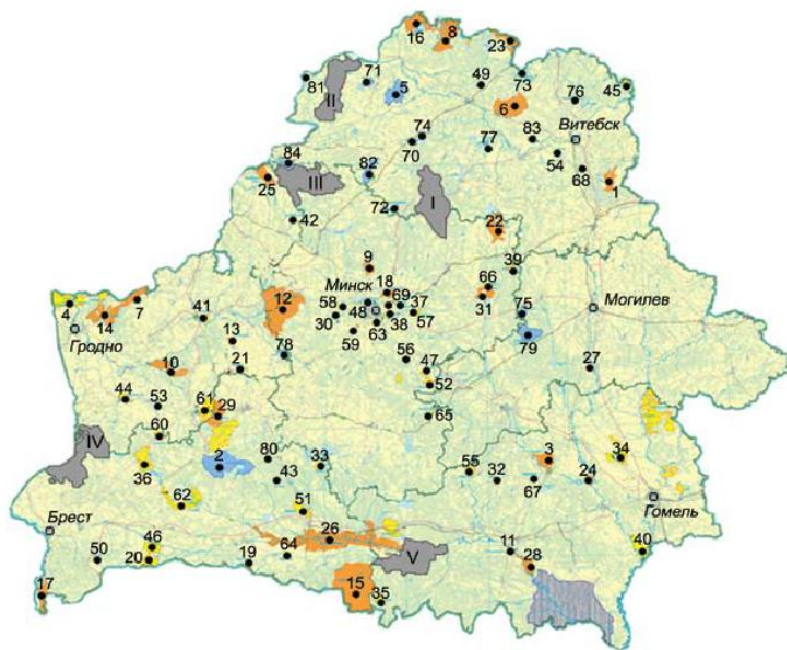 16 8 23
81 71 5 49 73 76 45
II 6
74 77 83 Витебск
70 54
84 82 68
25 III I 1
42 72
22
9 39
4 7 12 Минск 18 66
14 41 58 48 69 37 31 75 Могилев
30 38 57
Гродно 13 59 63 79
10 21 78 56 47 27
44 53 61 29 52
60 65
IV
36 2 80 33 55 32 3 34
43 67 24
62 51 Гомель
Брест 26
46 11 40
50 20 19 64 V 28
17 15 35